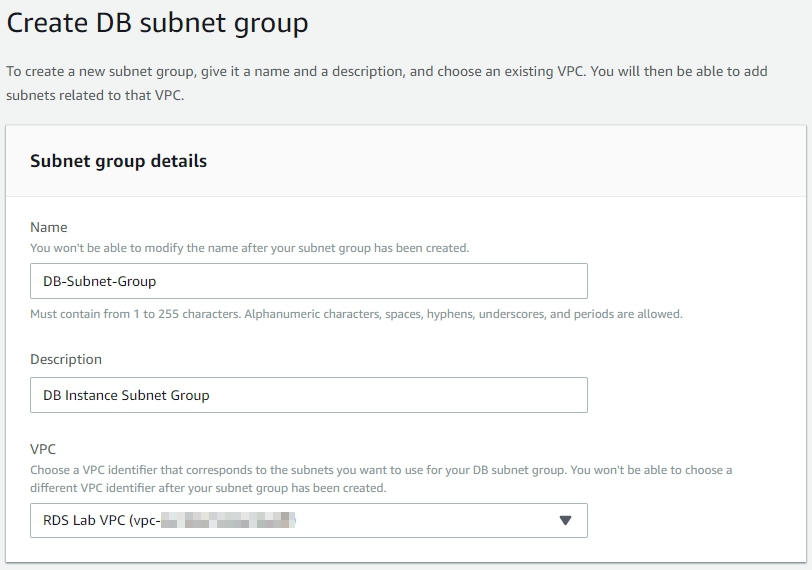 Create DB subnet group
To create a new subnet group, give it a name and a description, and choose an existing VPC. You will then be able to add
subnets related to that VPC.
Subnet group details
Name
You won't be able to modify the name after your subnet group has been created.
DB-Subnet-Group
Must contain from 1 to 255 characters. Alphanumeric characters, spaces, hyphens, underscores, and periods are allowed.
Description
DB Instance Subnet Group
VPC
Choose a VPC identifier that corresponds to the subnets you want to use for your DB subnet group. You won't be able to choose a
different VPC identifier after your subnet group has been created.
RDS Lab VPC (vpc-